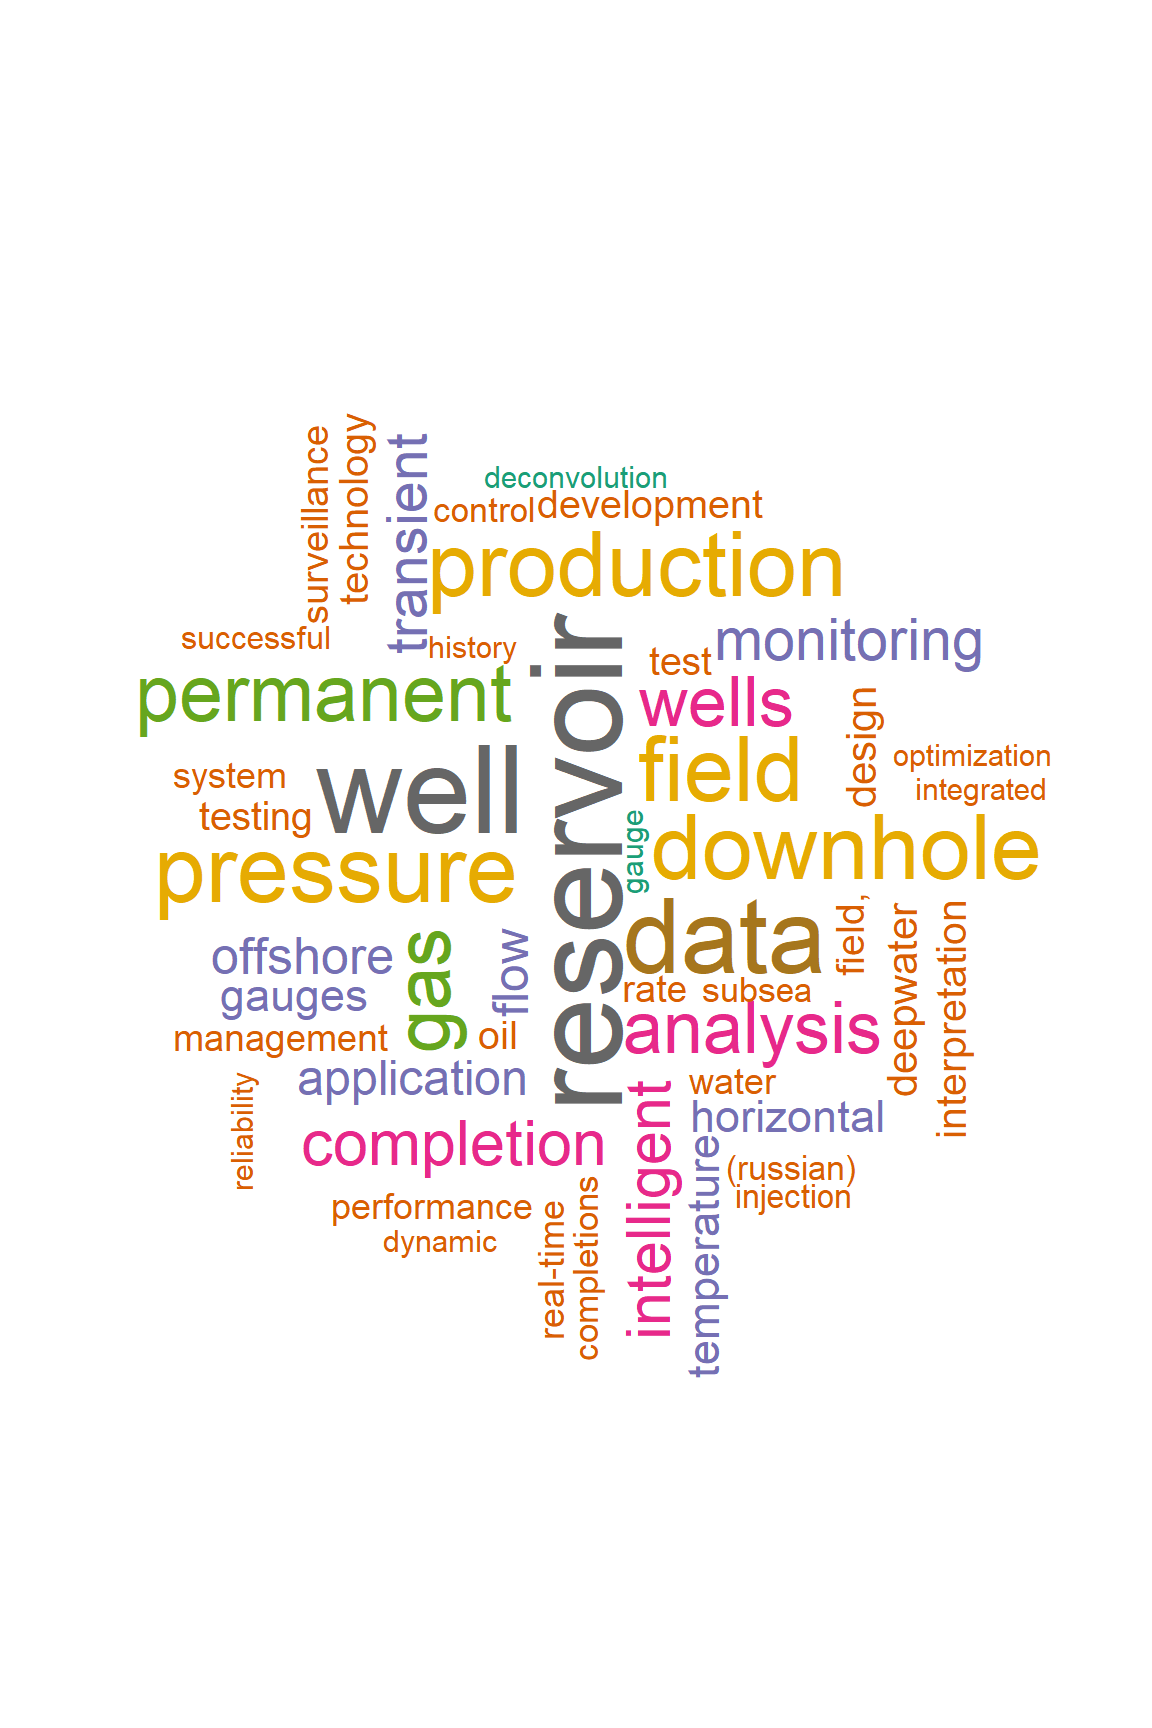 surveillance
technology
transient
deconvolution
control
development
production
successful
history
reservoir
test
monitoring
permanent
wells
system
well
field
design
optimization
testing
integrated
pressure
gauge
downhole
offshore
gas
flow
data
field,
deepwater
interpretation
gauges
rate
subsea
management
oil
analysis
application
water
reliability
horizontal
completion
intelligent
temperature
(russian)
injection
performance
dynamic
real-time
completions